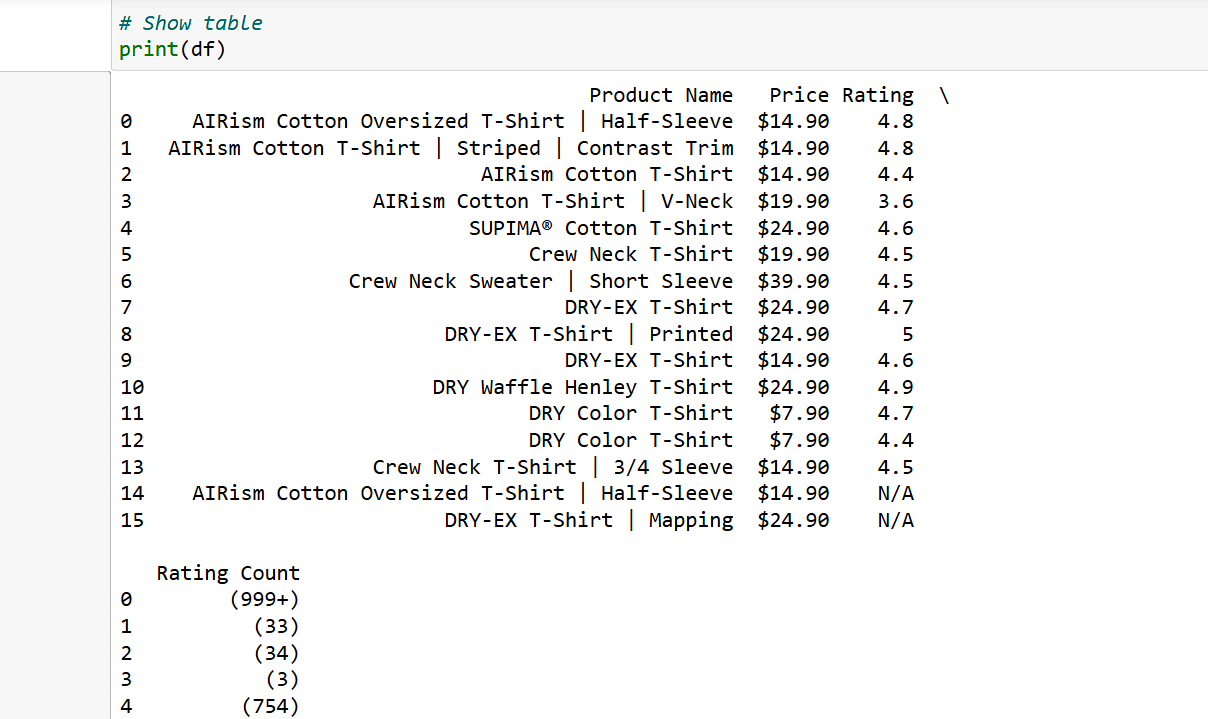 # Show table
print(df)
Product Name Price Rating \
0 AIRism Cotton Oversized T-Shirt | Half-Sleeve $14.90 4.8
1 AIRism Cotton T-Shirt | Striped | Contrast Trim $14.90 4.8
2 AIRism Cotton T-Shirt $14.90 4.4
3 AIRism Cotton T-Shirt | V-Neck $19.90 3.6
4 SUPIMA® Cotton T-Shirt $24.90 4.6
5 Crew Neck T-Shirt $19.90 4.5
6 Crew Neck Sweater | Short Sleeve $39.90 4.5
7 DRY-EX T-Shirt $24.90 4.7
8 DRY-EX T-Shirt | Printed $24.90 5
9 DRY-EX T-Shirt $14.90 4.6
10 DRY Waffle Henley T-Shirt $24.90 4.9
11 DRY Color T-Shirt $7.90 4.7
12 DRY Color T-Shirt $7.90 4.4
13 Crew Neck T-Shirt | 3/4 Sleeve $14.90 4.5
14 AIRism Cotton Oversized T-Shirt | Half-Sleeve $14.90 N/A
15 DRY-EX T-Shirt | Mapping $24.90 N/A
Rating Count
0 (999+)
1 (33)
2 (34)
3 (3)
4 (754)